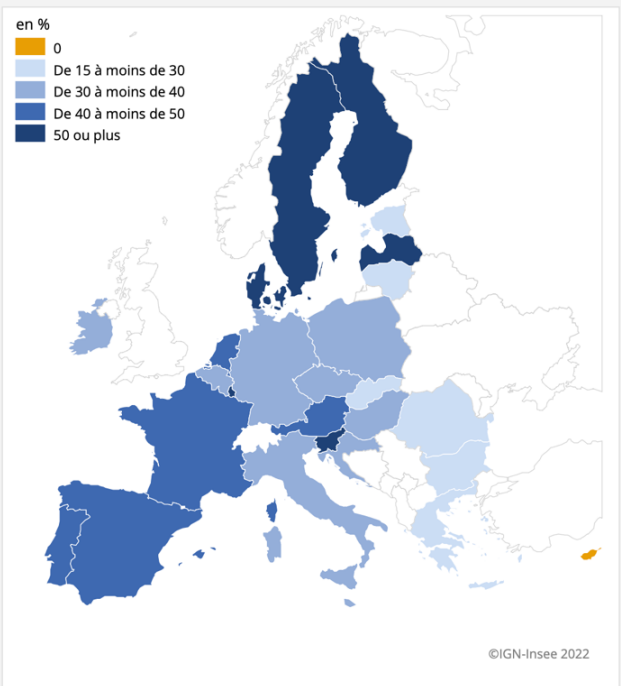 en %
0
De 15 à moins de 30
De 30 à moins de 40
De 40 à moins de 50
50 ou plus
©IGN-Insee 2022